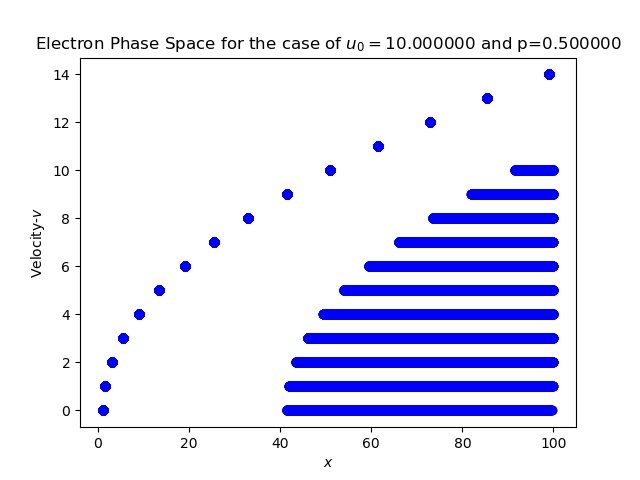 Electron Phase Space for the case of $u_0 = 10.000000$ and p=0.500000
14
12
10
8
6
4
2
0
Velocity-v
0 20 40 60 80 100
x